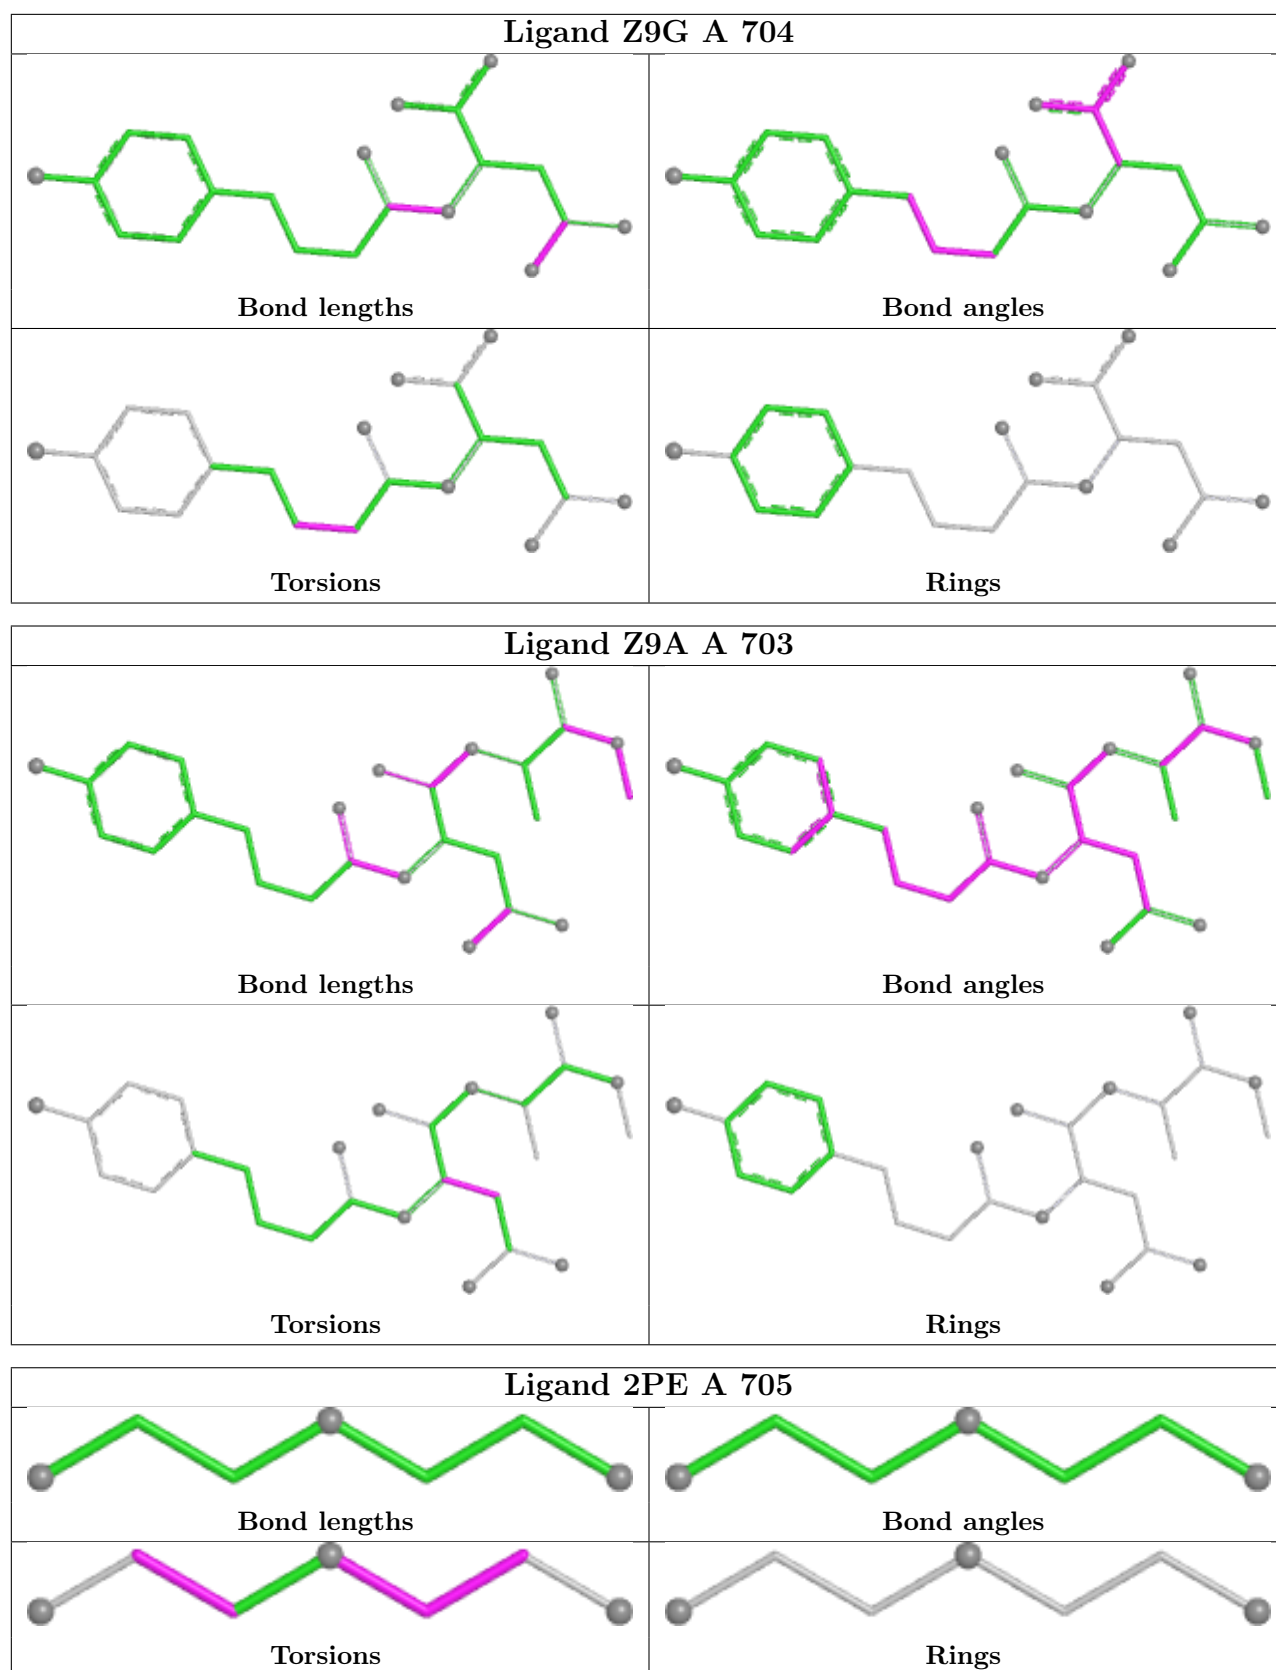 Ligand Z9G A 704
Bond lengths
Bond angles
Torsions
Rings
Ligand Z9A A 703
Bond lengths
Bond angles
Torsions
Rings
Ligand 2PE A 705
Bond lengths
Bond angles
Torsions
Rings